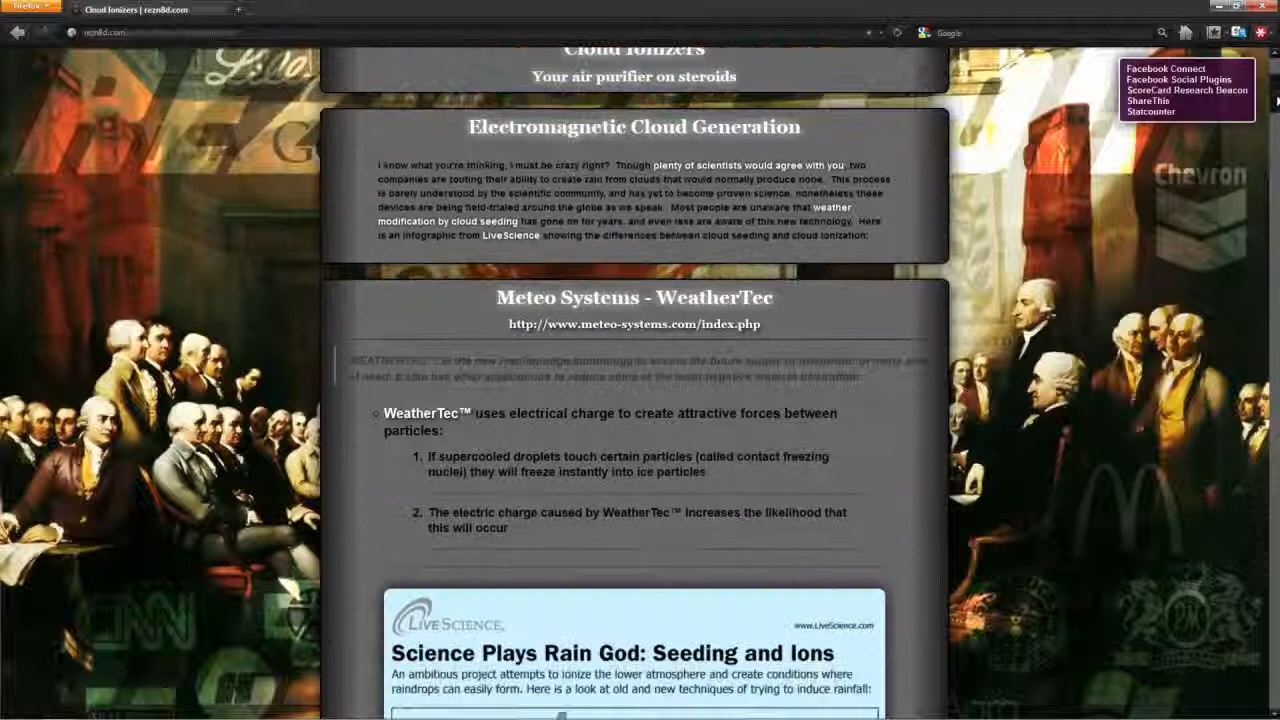 Firefox
Cloud Ionizers | rezn8d.com
rezn8d.com
Google
Cloud Ionizers
Your air purifier on steroids
Facebook Connect
Facebook Social Plugins
ScoreCard Research Beacon
ShareThis
Statcounter
Electromagnetic Cloud Generation
I know what you're thinking, I must be crazy right? Though plenty of scientists would agree with you, two
companies are touting their ability to create rain from clouds that would normally produce none. This process
is barely understood by the scientific community, and has yet to become proven science, nonetheless these
devices are being field-trialed around the globe as we speak. Most people are unaware that weather
modification by cloud seeding has gone on for years, and even less are aware of this new technology. Here
is an infographic from LiveScience showing the differences between cloud seeding and cloud ionization:
Chevron
Meteo Systems - WeatherTec
http://www.meteo-systems.com/index.php
WeatherTec™ uses electrical charge to create attractive forces between
particles:
1. If supercooled droplets touch certain particles (called contact freezing
nuclei) they will freeze instantly into ice particles
2. The electric charge caused by WeatherTec™ increases the likelihood that
this will occur
CNN
LIVESCIENCE.
www.LiveScience.com
Science Plays Rain God: Seeding and Ions
An ambitious project attempts to ionize the lower atmosphere and create conditions where
raindrops can easily form. Here is a look at old and new techniques of trying to induce rainfall: